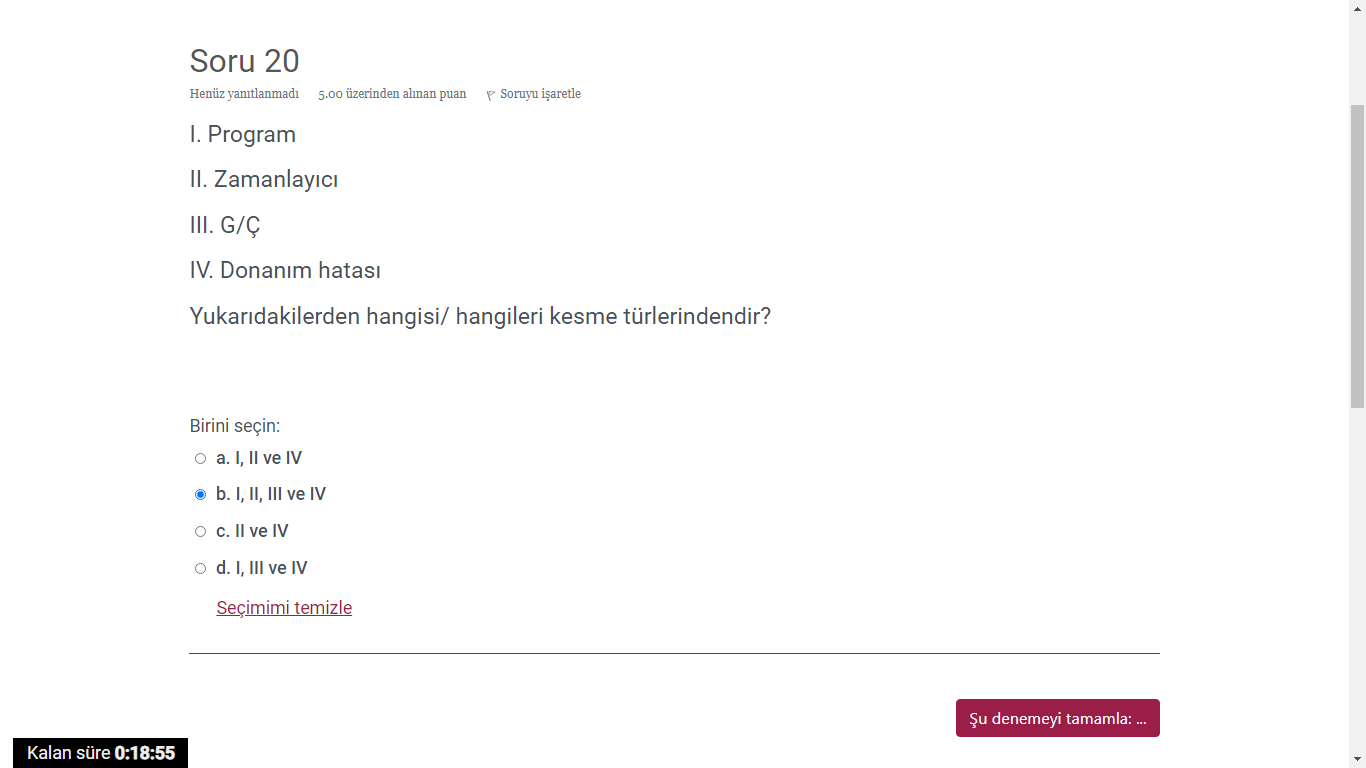 Soru 20
Henüz yanıtlanmadı 5.00 üzerinden alınan puan Soruyu işaretle
I. Program
II. Zamanlayıcı
III. G/Ç
IV. Donanım hatası
Yukarıdakilerden hangisi/ hangileri kesme türlerindendir?
Birini seçin:
a. I, II ve IV
b. I, II, III ve IV
c. II ve IV
d. I, III ve IV
Seçimimi temizle
Şu denemeyi tamamla: ...
Kalan süre 0:18:55